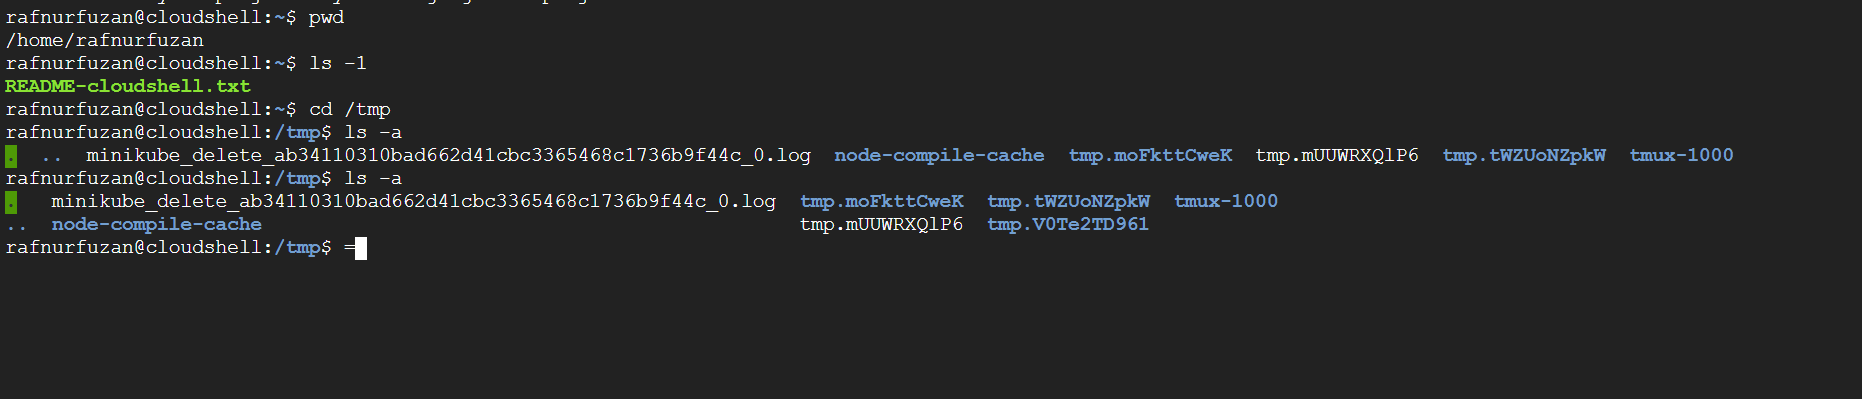 rafnurfuzan@cloudshell:~$ pwd
/home/rafnurfuzan
rafnurfuzan@cloudshell:~$ ls -1
README-cloudshell.txt
rafnurfuzan@cloudshell:~$ cd /tmp
rafnurfuzan@cloudshell:/tmp$ ls -a
.  ..  minikube_delete_ab34110310bad662d41cbc3365468c1736b9f44c_0.log  node-compile-cache  tmp.moFkttCweK  tmp.mUUWRXQlP6  tmp.tWZUoNZpkW  tmux-1000
rafnurfuzan@cloudshell:/tmp$ ls -a
.   minikube_delete_ab34110310bad662d41cbc3365468c1736b9f44c_0.log  tmp.moFkttCweK  tmp.tWZUoNZpkW  tmux-1000
..  node-compile-cache                                              tmp.mUUWRXQlP6  tmp.V0Te2TD961
rafnurfuzan@cloudshell:/tmp$ =